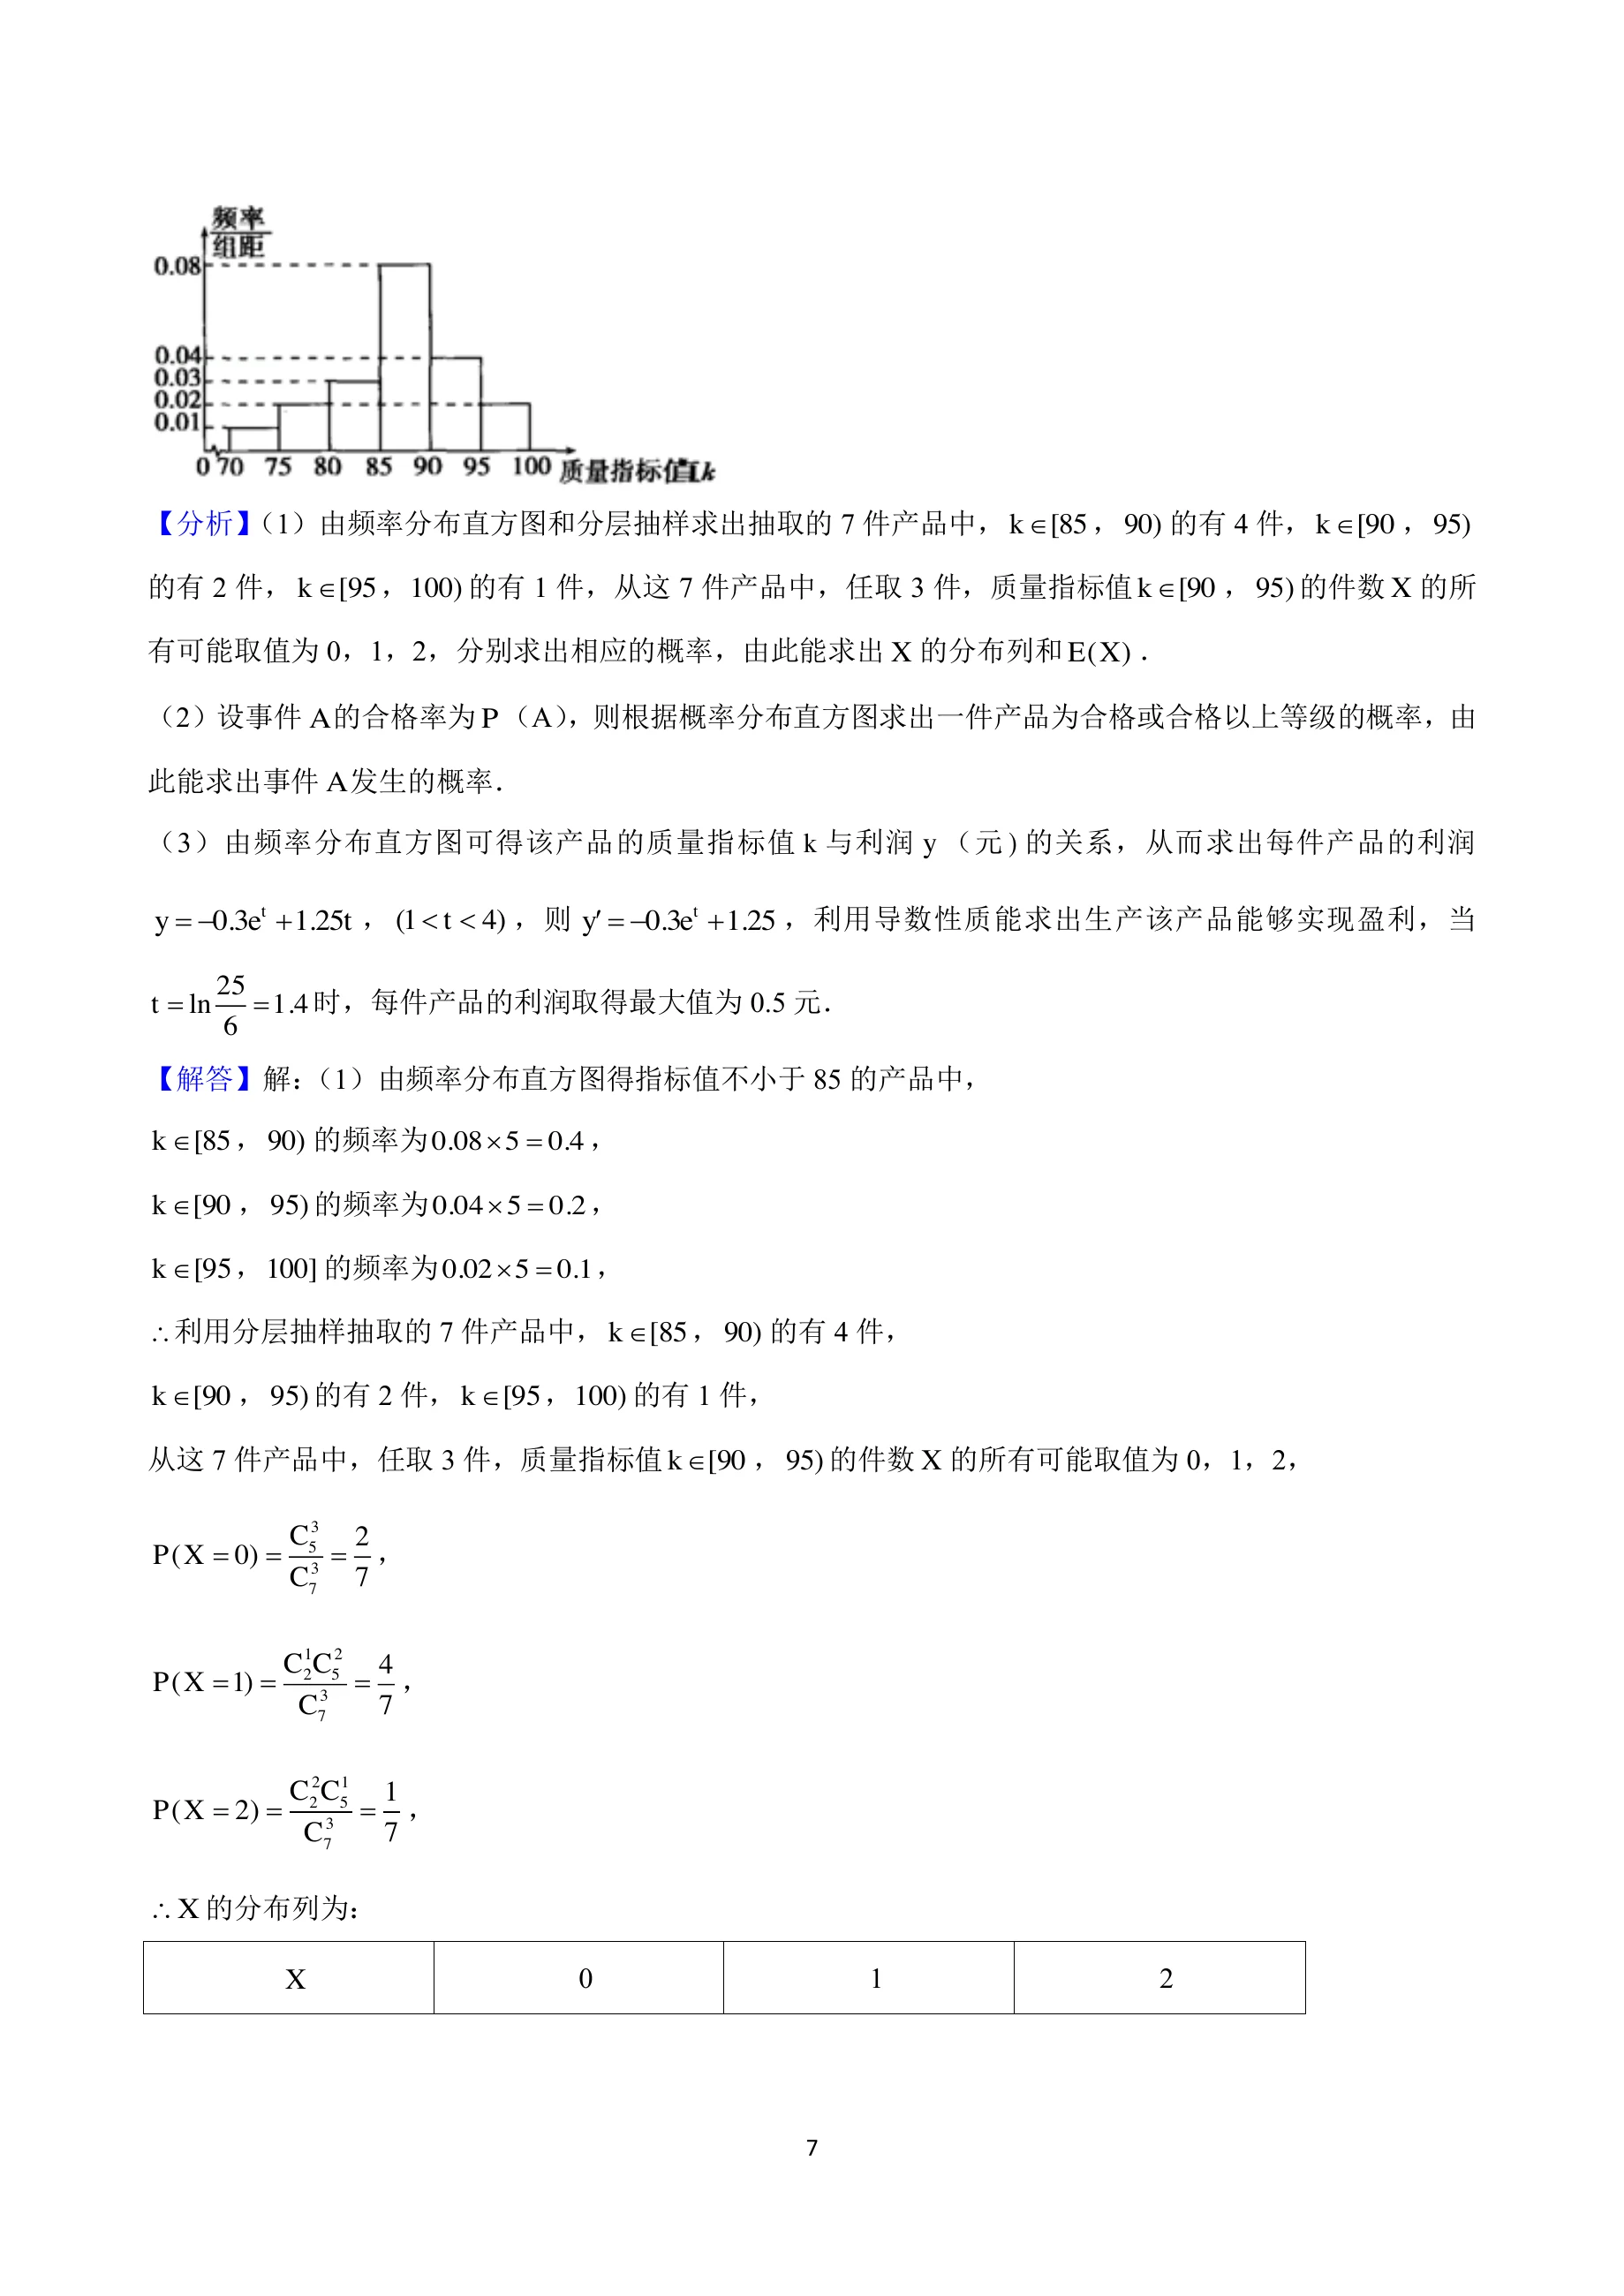 频率
组距
0.08
0.04
0.03
0.02
0.01
0 70 75 80 85 90 95 100 质量指标值k
【分析】（1）由频率分布直方图和分层抽样求出抽取的 7 件产品中，k∈[85，90) 的有 4 件，k∈[90，95)
的有 2 件，k∈[95，100) 的有 1 件，从这 7 件产品中，任取 3 件，质量指标值 k∈[90，95) 的件数 X 的所
有可能取值为 0，1，2，分别求出相应的概率，由此能求出 X 的分布列和 E(X)．
（2）设事件 A的合格率为 P（A），则根据概率分布直方图求出一件产品为合格或合格以上等级的概率，由
此能求出事件 A发生的概率．
（3）由频率分布直方图可得该产品的质量指标值 k 与利润 y（元) 的关系，从而求出每件产品的利润
y=−0.3eᵗ+1.25t，(1<t<4)，则 y′=−0.3eᵗ+1.25，利用导数性质能求出生产该产品能够实现盈利，当
t=ln 25/6 =1.4 时，每件产品的利润取得最大值为 0.5 元．
【解答】解：（1）由频率分布直方图得指标值不小于 85 的产品中，
k∈[85，90) 的频率为 0.08×5=0.4，
k∈[90，95) 的频率为 0.04×5=0.2，
k∈[95，100] 的频率为 0.02×5=0.1，
∴利用分层抽样抽取的 7 件产品中，k∈[85，90) 的有 4 件，
k∈[90，95) 的有 2 件，k∈[95，100) 的有 1 件，
从这 7 件产品中，任取 3 件，质量指标值 k∈[90，95) 的件数 X 的所有可能取值为 0，1，2，
P(X=0)=C₅³/C₇³=2/7，
P(X=1)=C₂¹C₅²/C₇³=4/7，
P(X=2)=C₂²C₅¹/C₇³=1/7，
∴X 的分布列为：
X 0 1 2
7